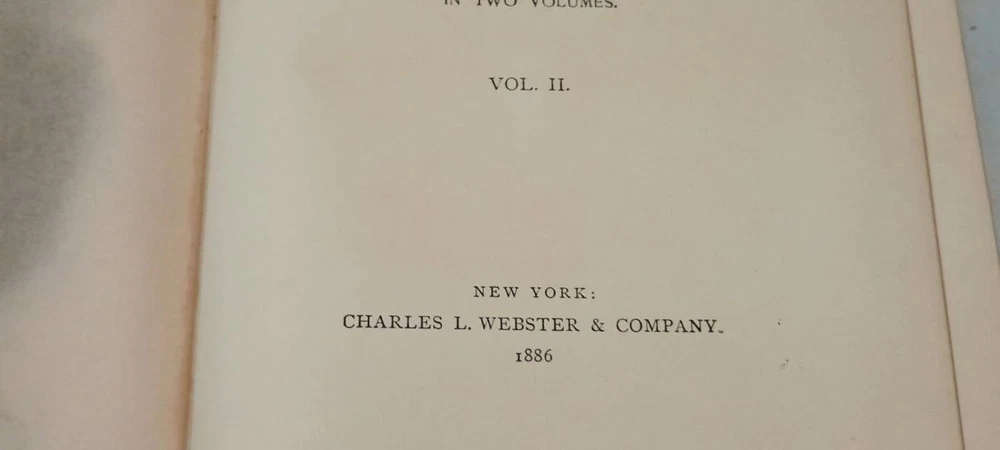 IN TWO VOLUMES.
VOL. II.
NEW YORK:
CHARLES L. WEBSTER & COMPANY.
1886